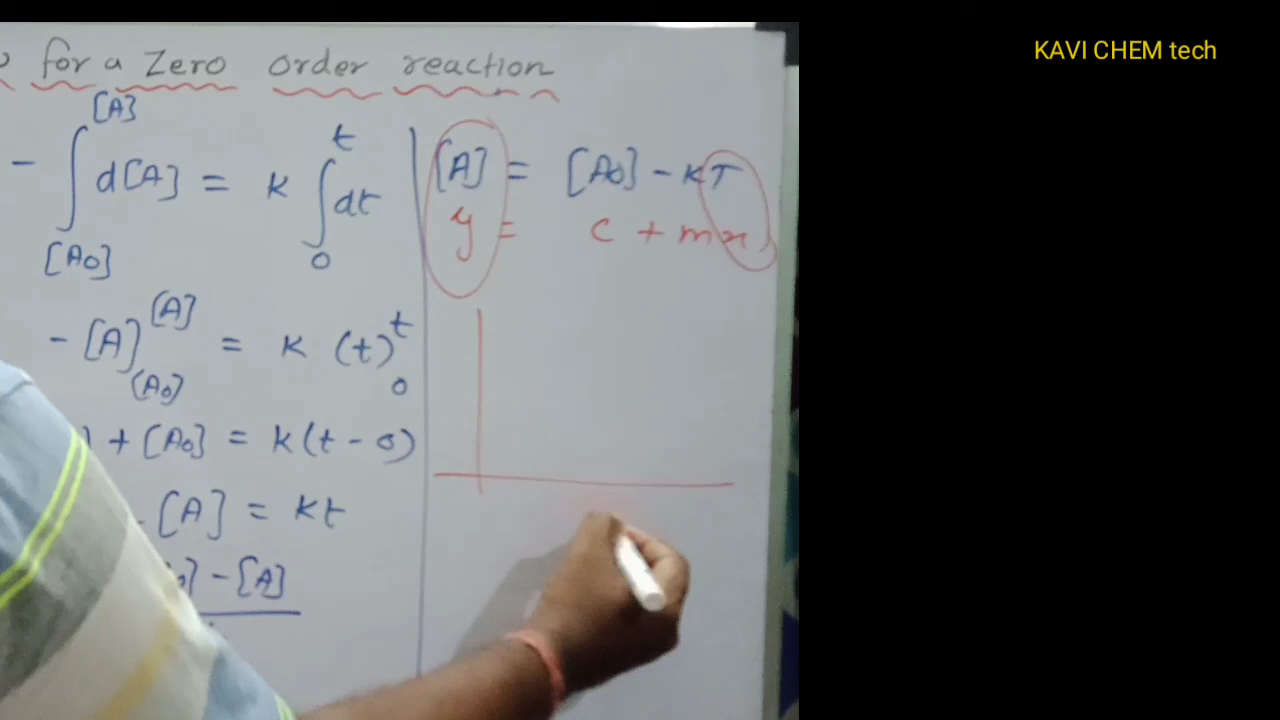 KAVI CHEM tech
for a Zero order reaction
- ∫ d[A] = K ∫ dt
[A]
[A0]
t
0
- [A] = K (t)
[A]
[A0]
t
0
+ [A0] = K (t - 0)
- [A] = Kt
] - [A]
[A] = [A0] - KT
y = c + mx